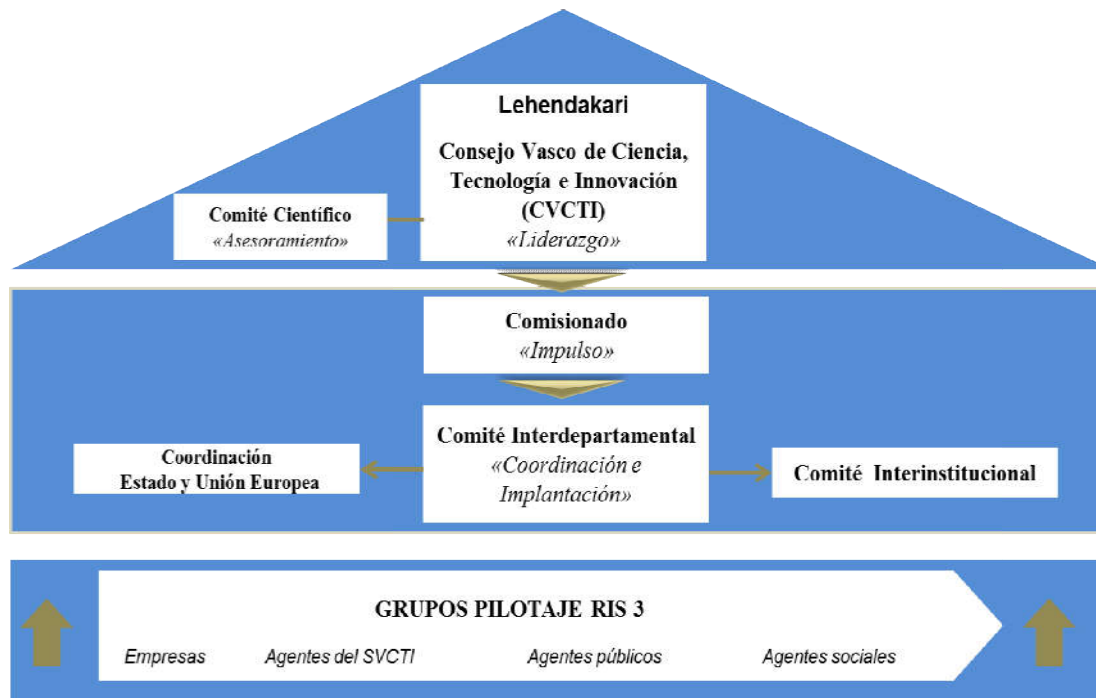 Lehendakari
Consejo Vasco de Ciencia,
Tecnología e Innovación
(CVCTI)
«Liderazgo»
Comité Científico
«Asesoramiento»
Comisionado
«Impulso»
Comité Interdepartamental
«Coordinación e
Implantación»
Coordinación
Estado y Unión Europea
Comité Interinstitucional
GRUPOS PILOTAJE RIS 3
Empresas Agentes del SVCTI Agentes públicos Agentes sociales